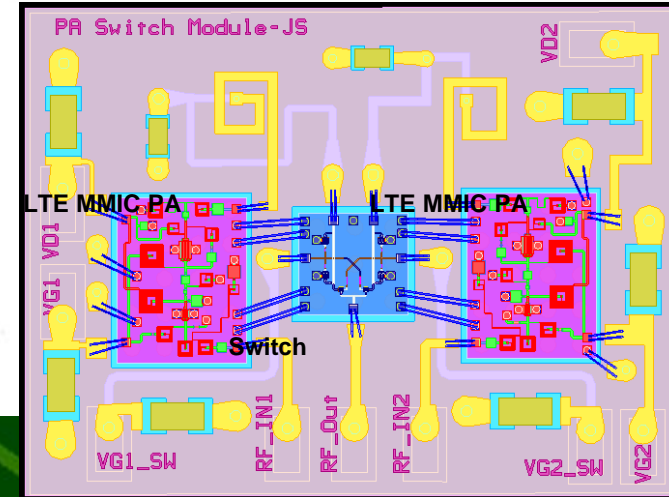 PA Switch Module-JS
VD2
LTE MMIC PA
LTE MMIC PA
VD1
VG1
Switch
RF_IN1
RF_Out
RF_IN2
VG1_SW
VG2_SW
VG2